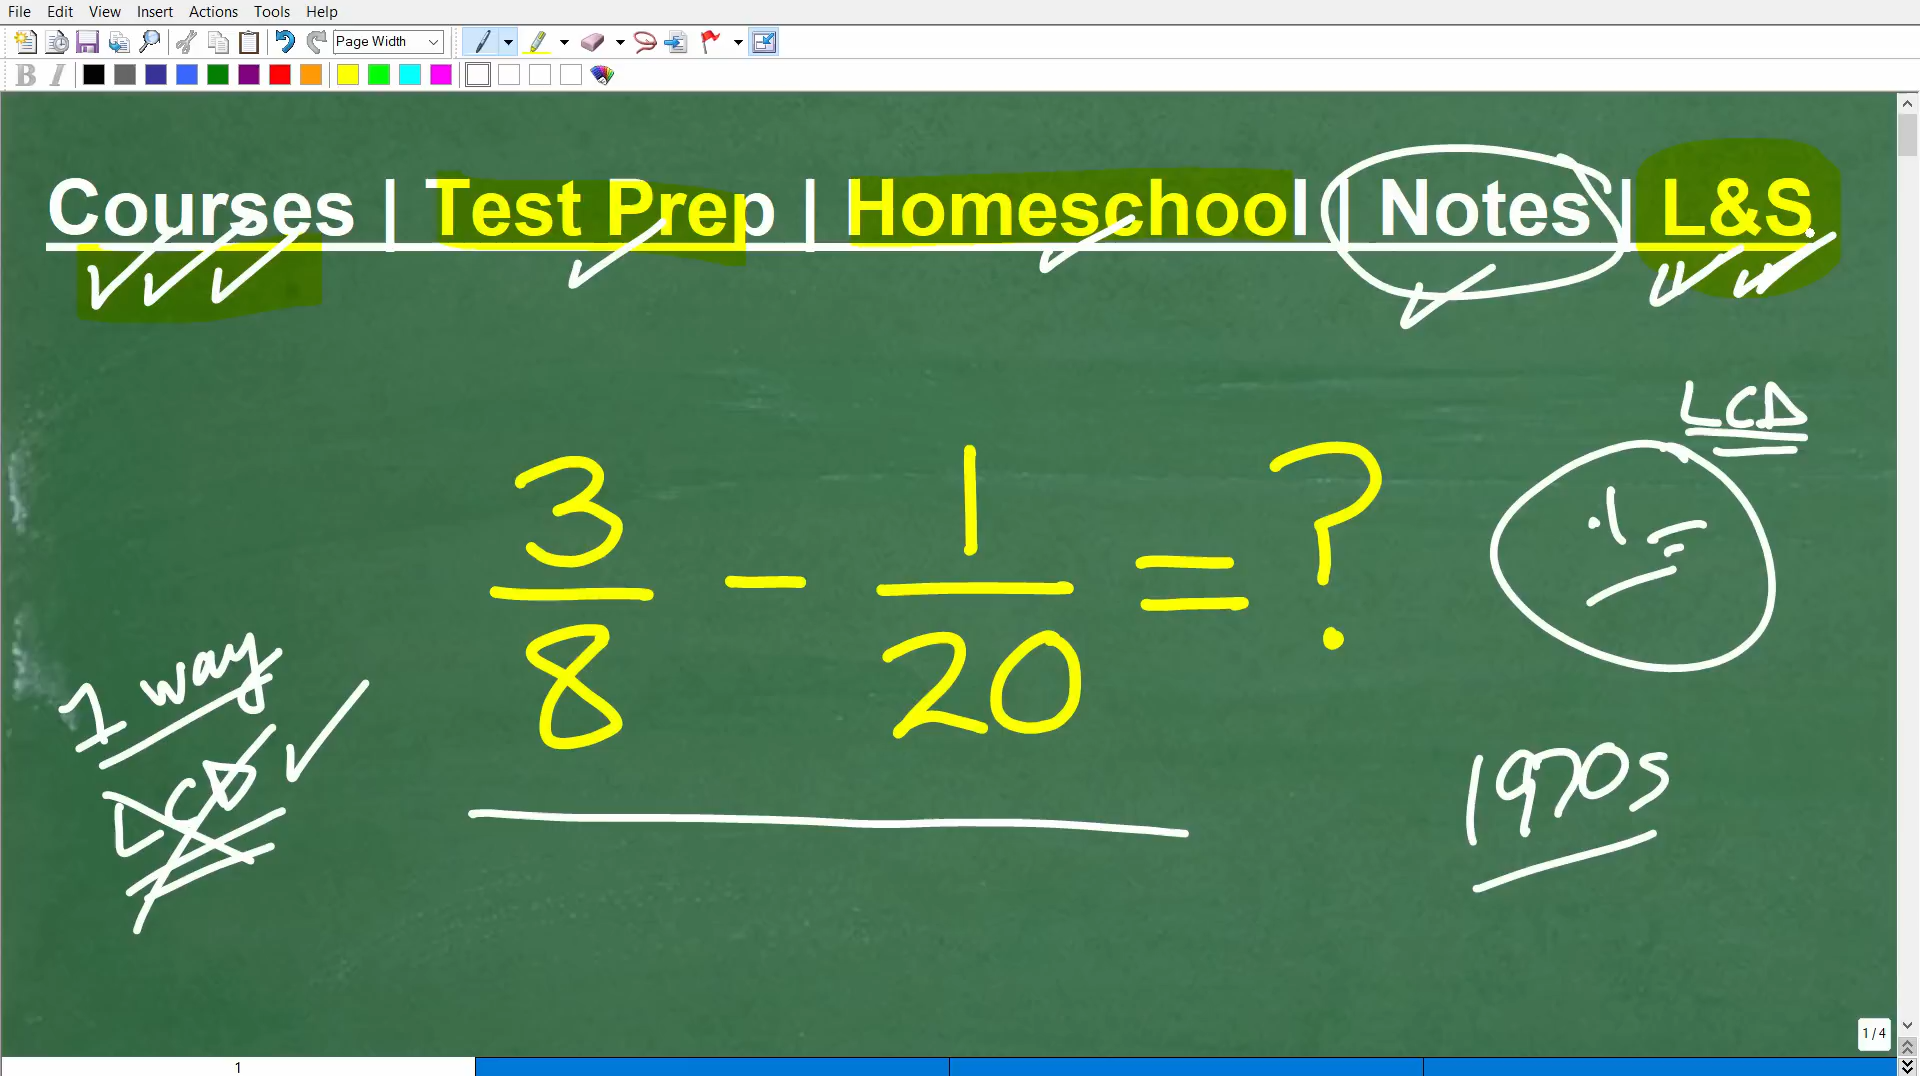 File Edit View Insert Actions Tools Help
Page Width
B I
Courses | Test Prep | Homeschool | Notes | L&S
LCD
3/8 - 1/20 = ?
1 way
LCD
1970s
1 / 4
1